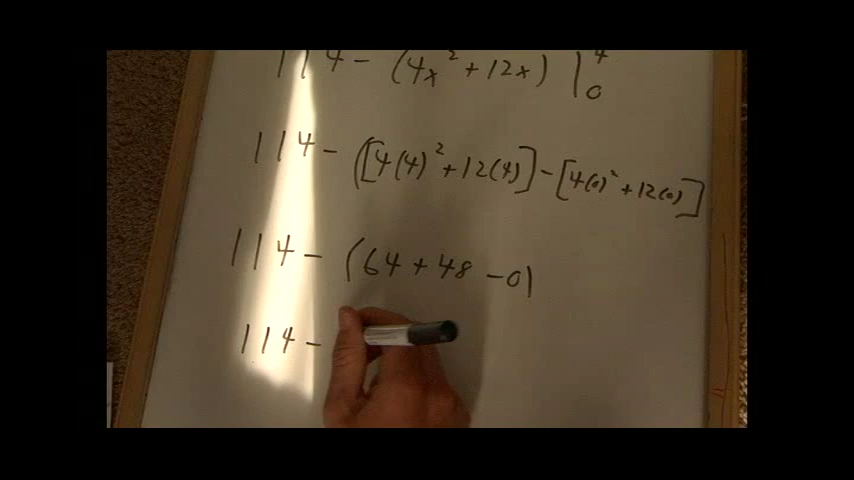 114 - (4x² + 12x) |₀⁴
114 - ([4(4)² + 12(4)] - [4(0)² + 12(0)]
114 - (64 + 48 - 0)
114 -